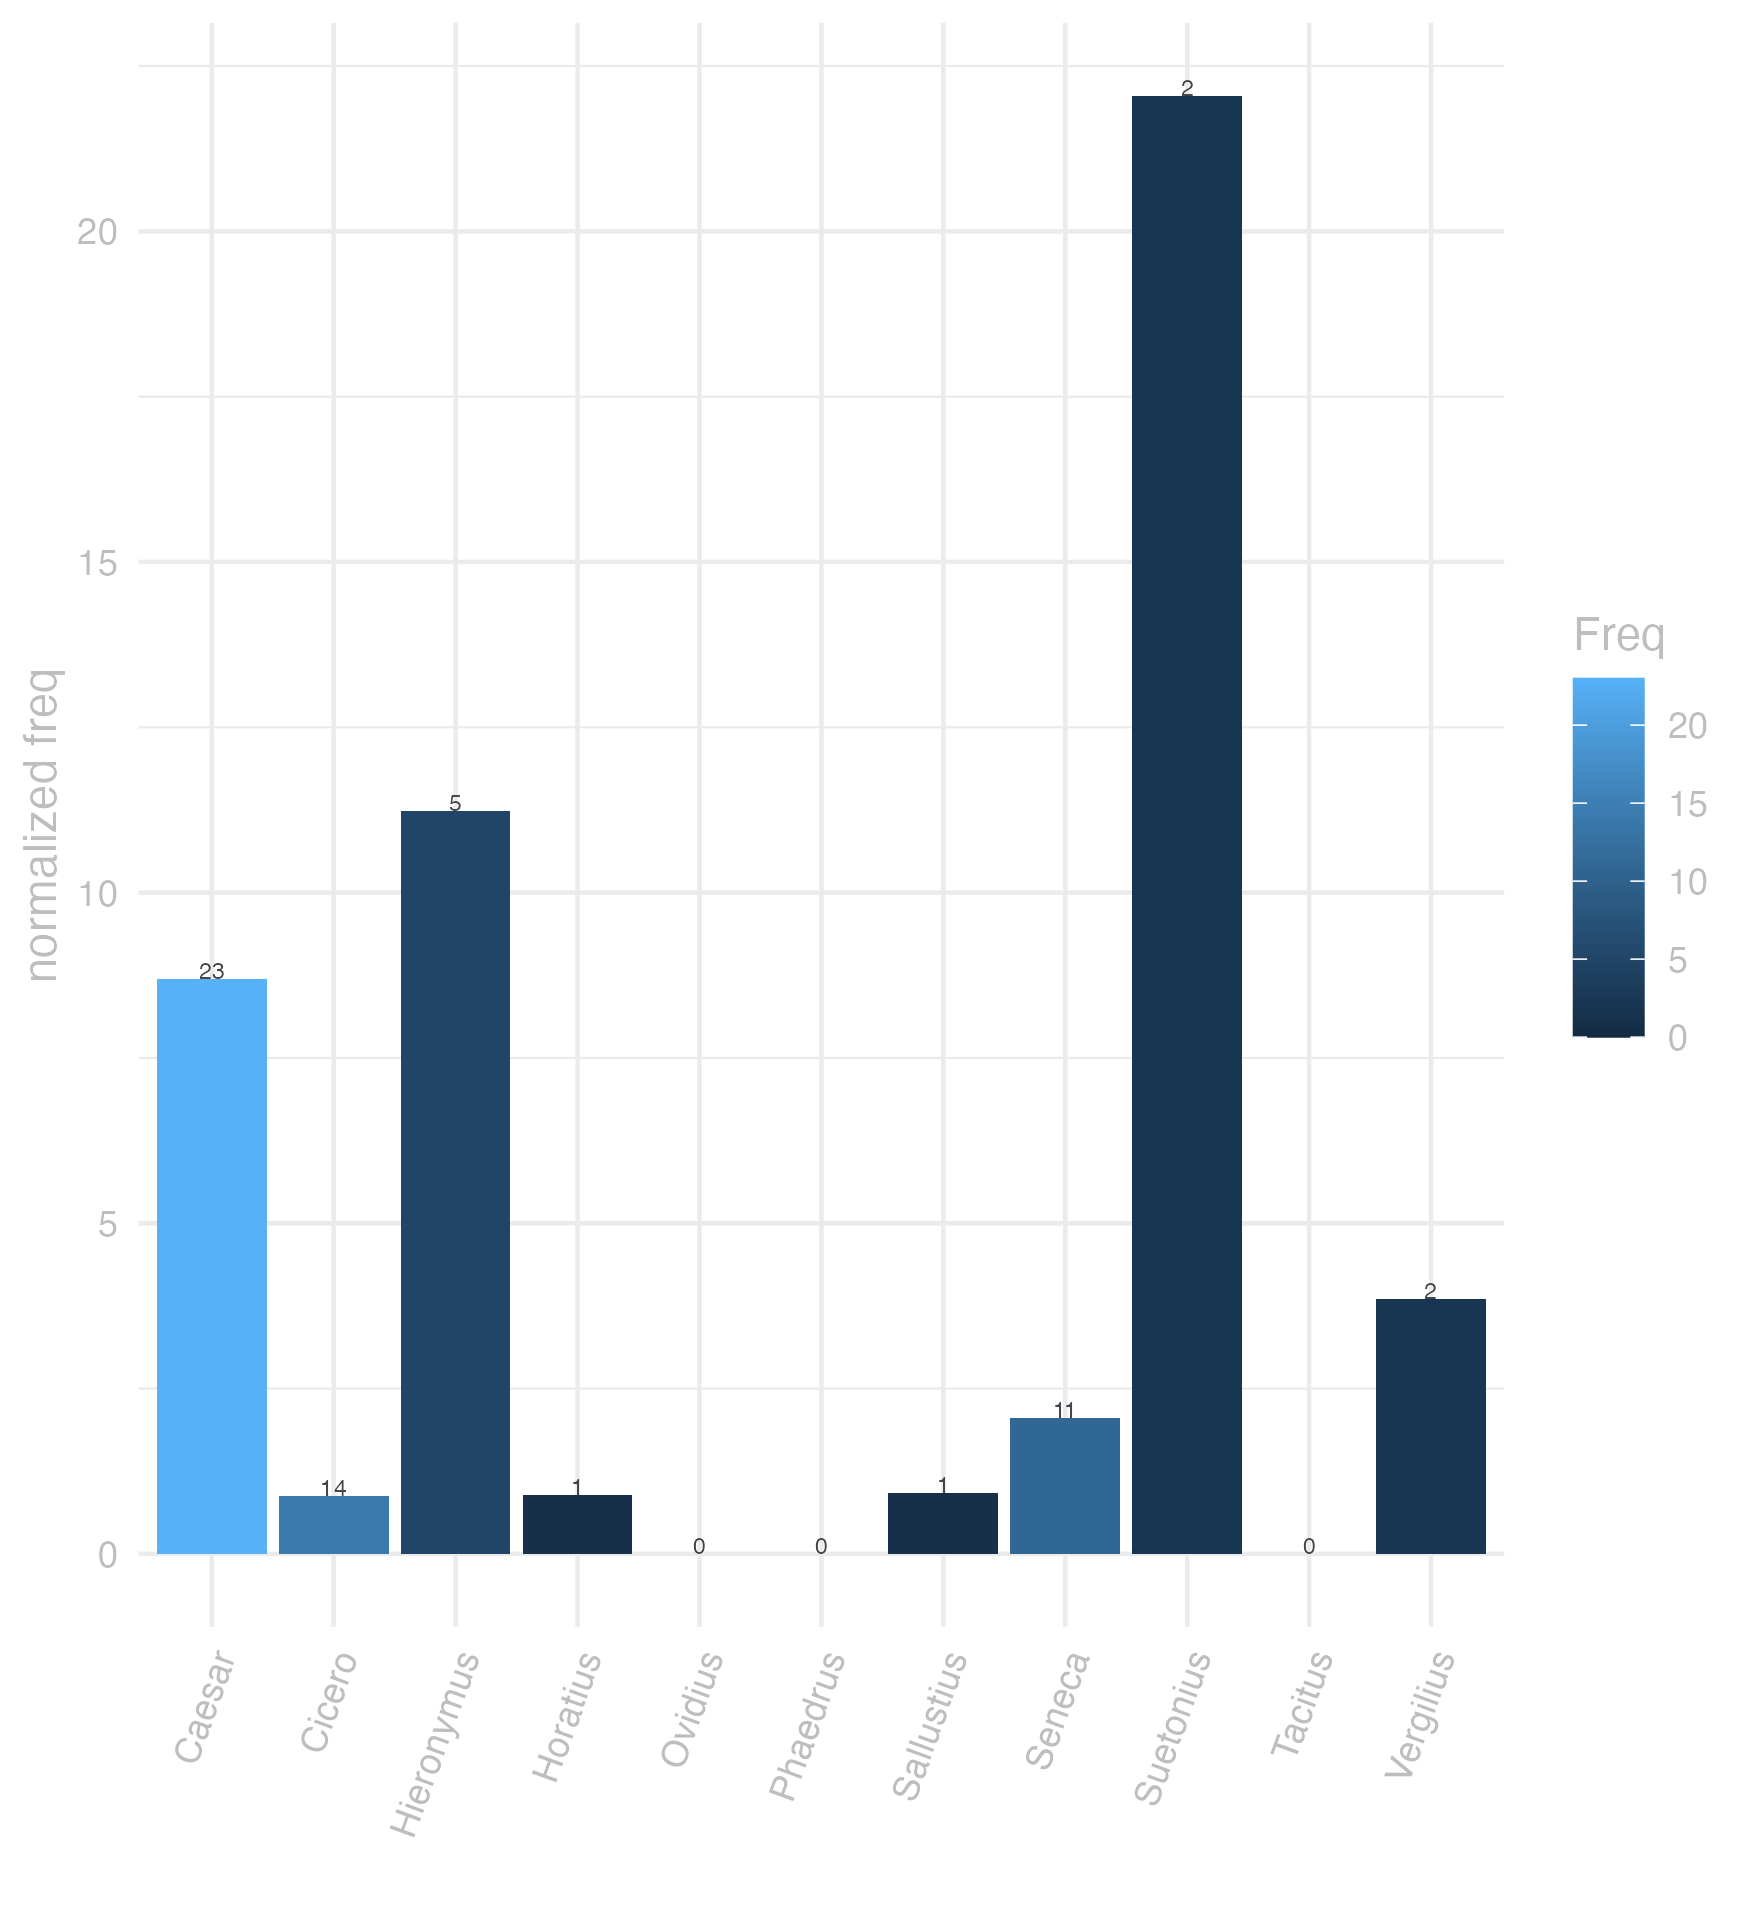 normalized freq
20
15
10
5
0
2
5
23
2
11
14
1
1
0
0
0
Caesar
Cicero
Hieronymus
Horatius
Ovidius
Phaedrus
Sallustius
Seneca
Suetonius
Tacitus
Vergilius
Freq
20
15
10
5
0